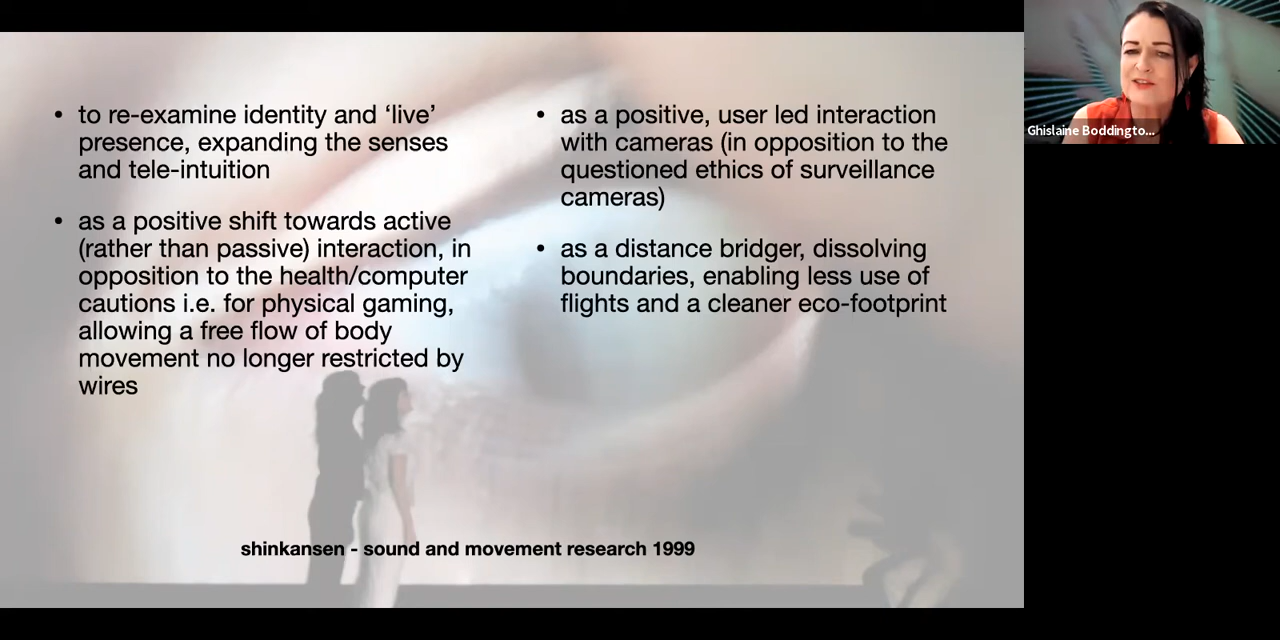 • to re-examine identity and ‘live’
presence, expanding the senses
and tele-intuition
• as a positive shift towards active
(rather than passive) interaction, in
opposition to the health/computer
cautions i.e. for physical gaming,
allowing a free flow of body
movement no longer restricted by
wires
• as a positive, user led interaction
with cameras (in opposition to the
questioned ethics of surveillance
cameras)
• as a distance bridger, dissolving
boundaries, enabling less use of
flights and a cleaner eco-footprint
shinkansen - sound and movement research 1999
Ghislaine Boddingto...